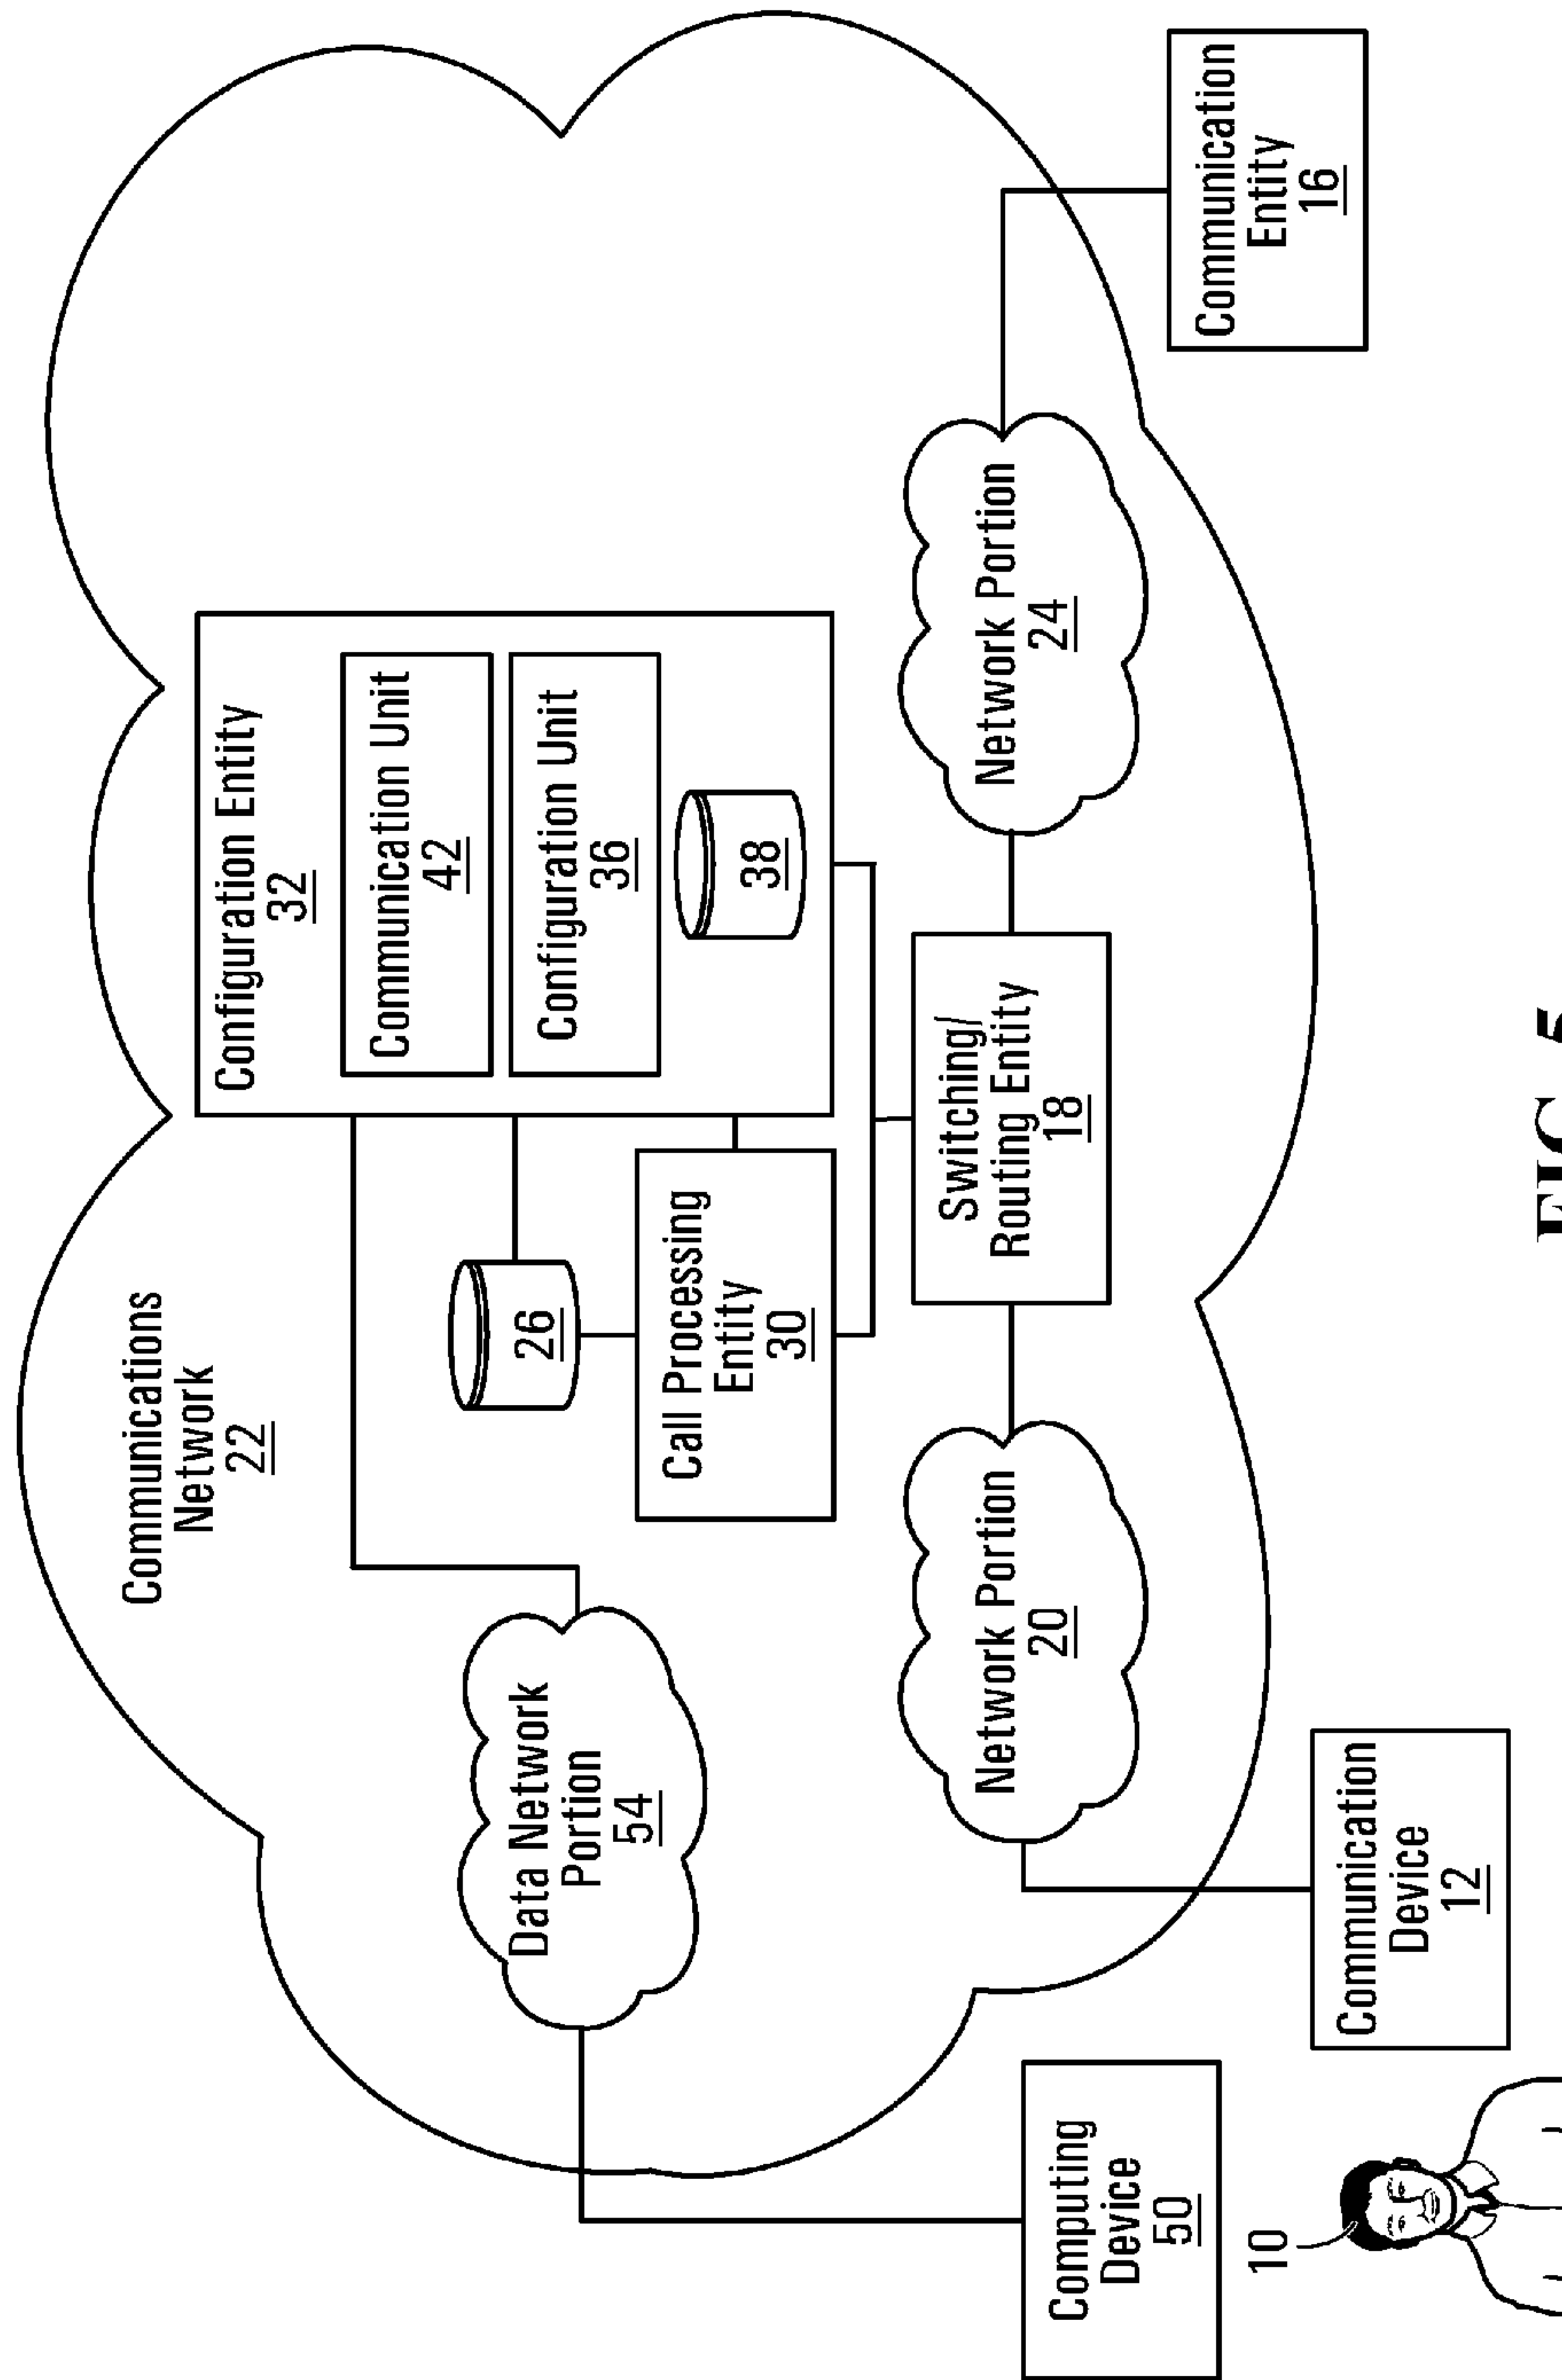 Communications
Network
22
Configuration Entity
32
Communication Unit
42
Configuration Unit
36
38
26
Call Processing
Entity
30
Data Network
Portion
54
Switching/
Routing Entity
18
Network Portion
20
Network Portion
24
Computing
Device
50
Communication
Device
12
Communication
Entity
16
10
FIG. 5